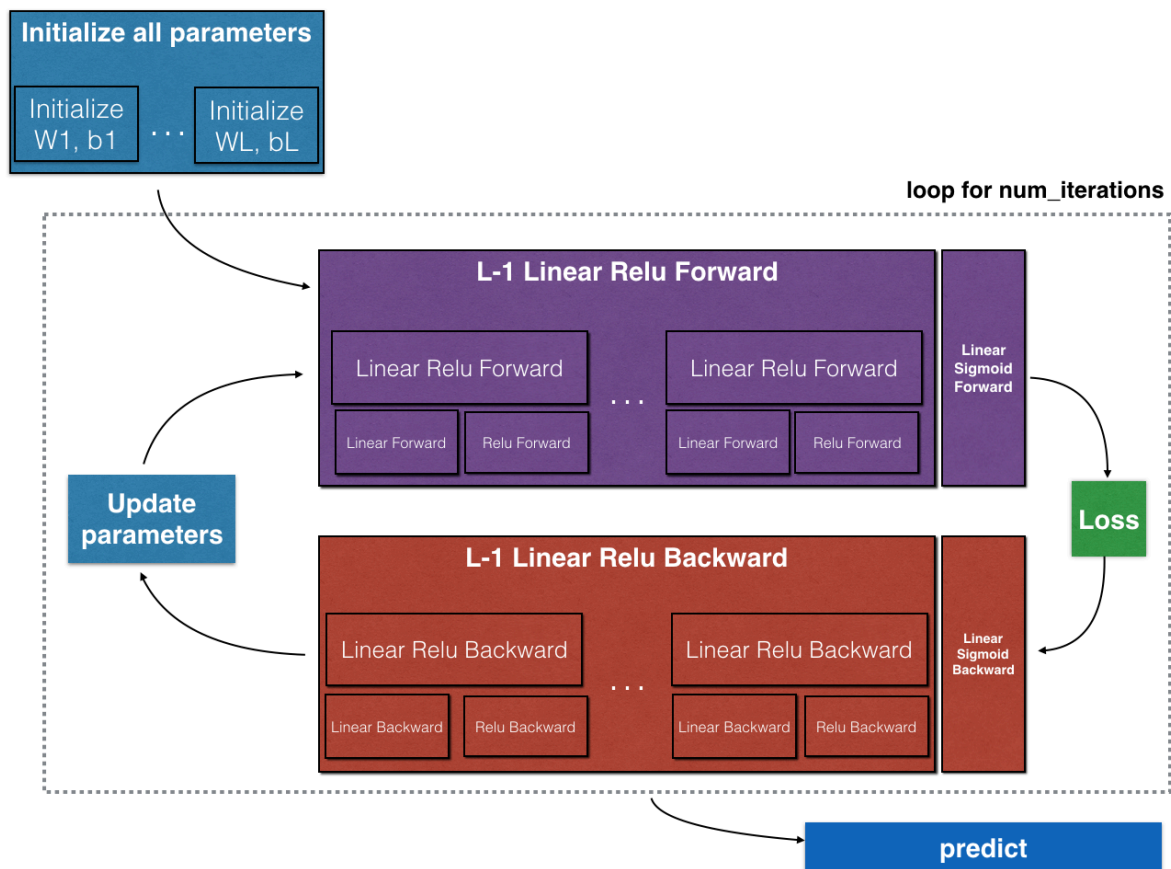 Initialize all parameters
Initialize
W1, b1
. . .
Initialize
WL, bL
loop for num_iterations
L-1 Linear Relu Forward
Linear Relu Forward
Linear Forward
Relu Forward
. . .
Linear Relu Forward
Linear Forward
Relu Forward
Linear
Sigmoid
Forward
Update
parameters
Loss
L-1 Linear Relu Backward
Linear Relu Backward
Linear Backward
Relu Backward
. . .
Linear Relu Backward
Linear Backward
Relu Backward
Linear
Sigmoid
Backward
predict